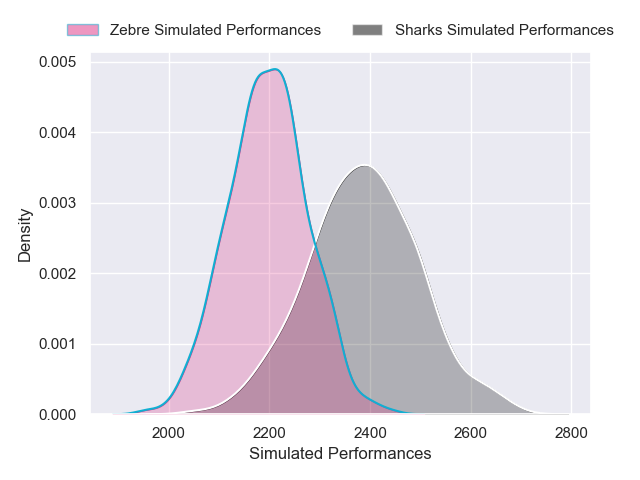 Zebre Simulated Performances Sharks Simulated Performances
0.005
0.004
0.003
0.002
0.001
0.000
Density
2000 2200 2400 2600 2800
Simulated Performances